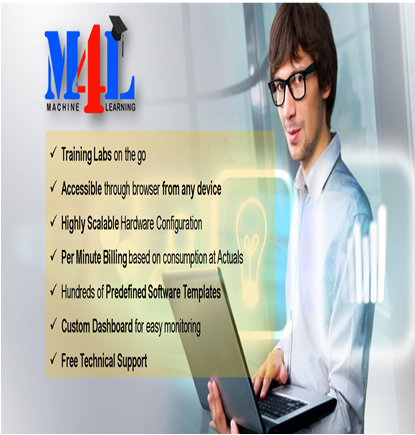 M4L
MACHINE LEARNING
✓ Training Labs on the go
✓ Accessible through browser from any device
✓ Highly Scalable Hardware Configuration
✓ Per Minute Billing based on consumption at Actuals
✓ Hundreds of Predefined Software Templates
✓ Custom Dashboard for easy monitoring
✓ Free Technical Support